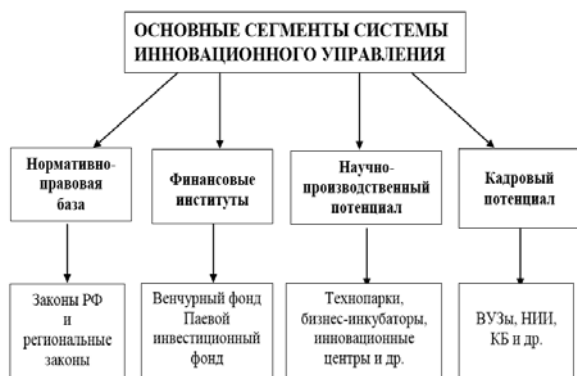 ОСНОВНЫЕ СЕГМЕНТЫ СИСТЕМЫ
ИННОВАЦИОННОГО УПРАВЛЕНИЯ
Нормативно-
правовая
база
Финансовые
институты
Научно-
производственный
потенциал
Кадровый
потенциал
Законы РФ
и
региональные
законы
Венчурный фонд
Паевой
инвестиционный
фонд
Технопарки,
бизнес-инкубаторы,
инновационные
центры и др.
ВУЗы, НИИ,
КБ и др.